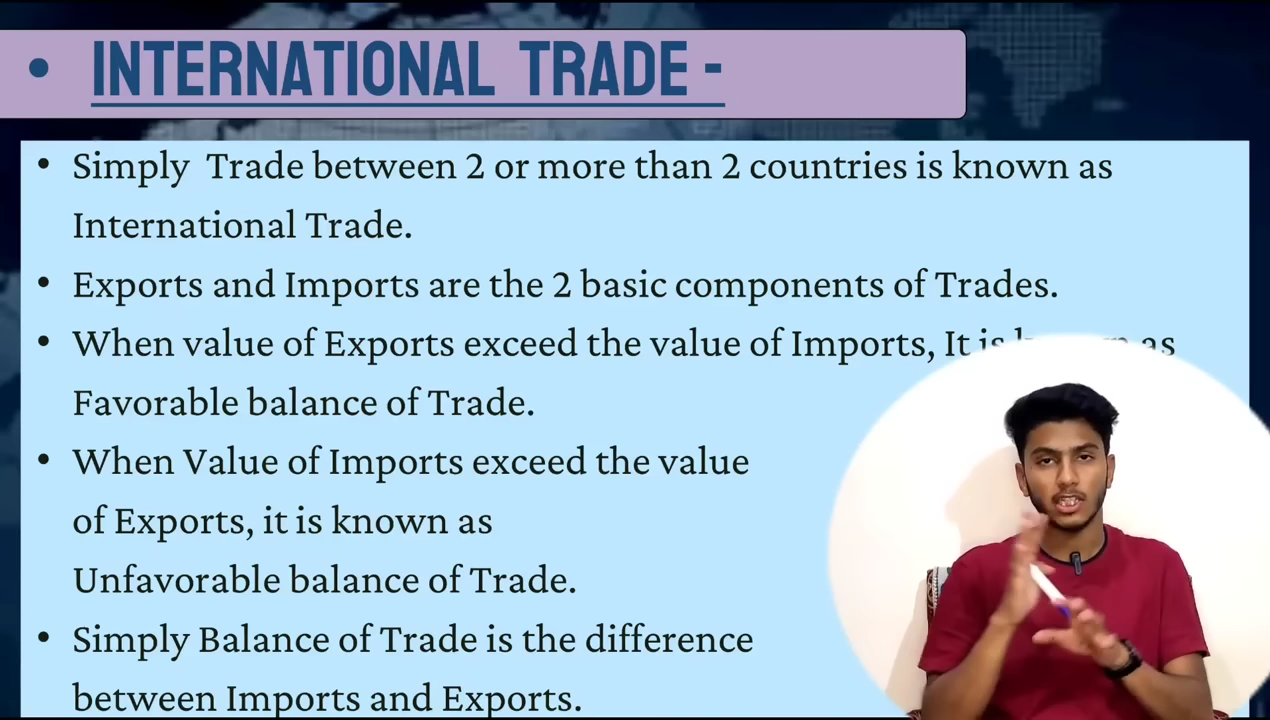 • INTERNATIONAL TRADE -
• Simply Trade between 2 or more than 2 countries is known as
International Trade.
• Exports and Imports are the 2 basic components of Trades.
• When value of Exports exceed the value of Imports, It is as
Favorable balance of Trade.
• When Value of Imports exceed the value
of Exports, it is known as
Unfavorable balance of Trade.
• Simply Balance of Trade is the difference
between Imports and Exports.